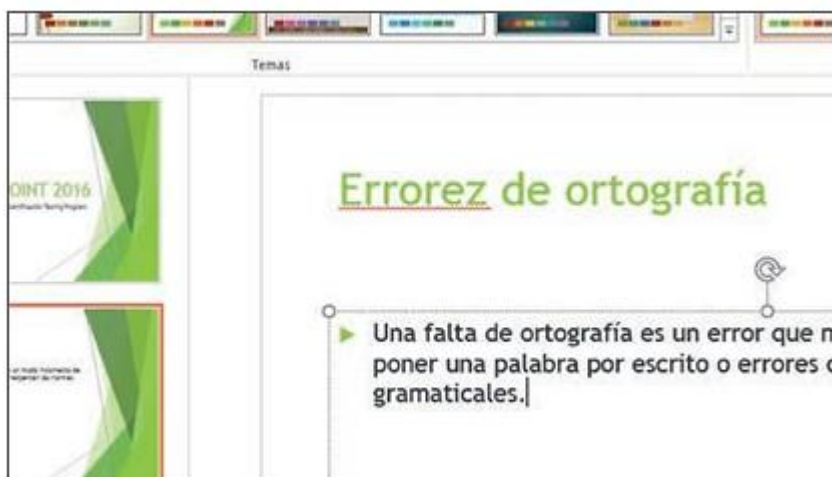 Temas
OINT 2016
Errorez de ortografía
Una falta de ortografía es un error que
poner una palabra por escrito o errores
gramaticales.